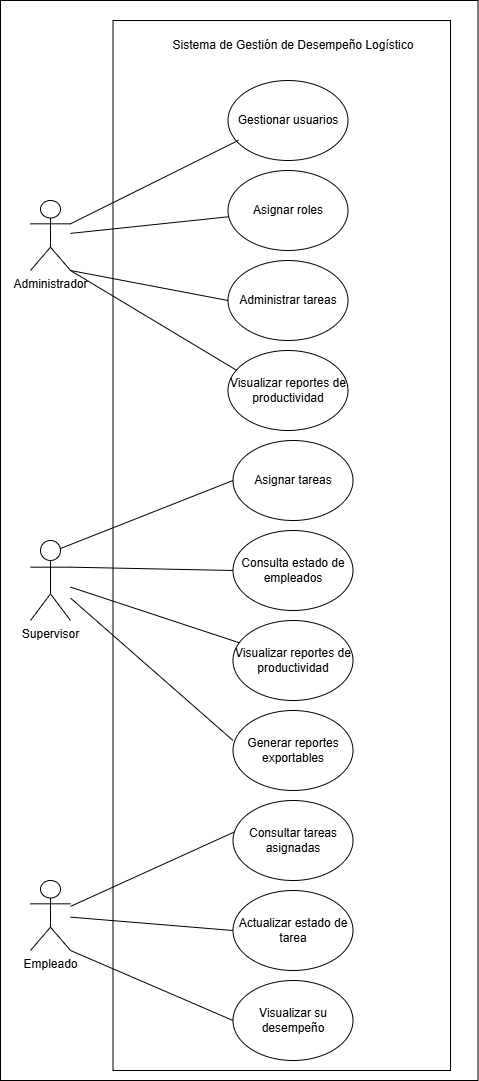 Sistema de Gestión de Desempeño Logístico
Gestionar usuarios
Asignar roles
Administrador
Administrar tareas
Visualizar reportes de
productividad
Asignar tareas
Consulta estado de
empleados
Supervisor
Visualizar reportes de
productividad
Generar reportes
exportables
Consultar tareas
asignadas
Actualizar estado de
tarea
Empleado
Visualizar su
desempeño